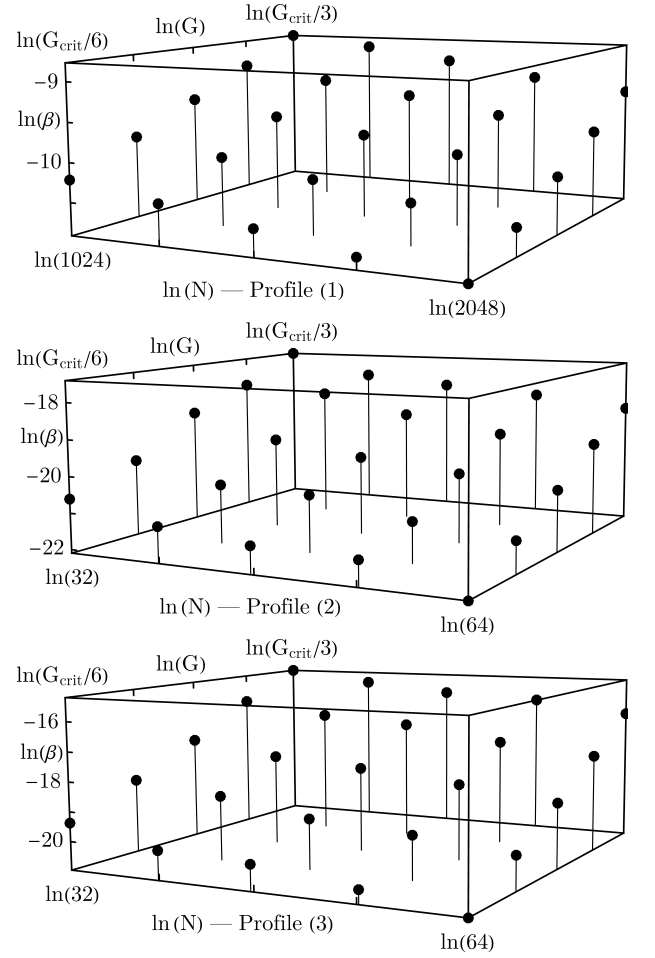 ln(G_crit/3)
ln(G)
ln(G_crit/6)
−9
ln(β)
−10
ln(1024)
ln(N) — Profile (1)
ln(2048)
ln(G_crit/3)
ln(G)
ln(G_crit/6)
−18
ln(β)
−20
−22
ln(32)
ln(N) — Profile (2)
ln(64)
ln(G_crit/3)
ln(G)
ln(G_crit/6)
−16
ln(β)
−18
−20
ln(32)
ln(N) — Profile (3)
ln(64)